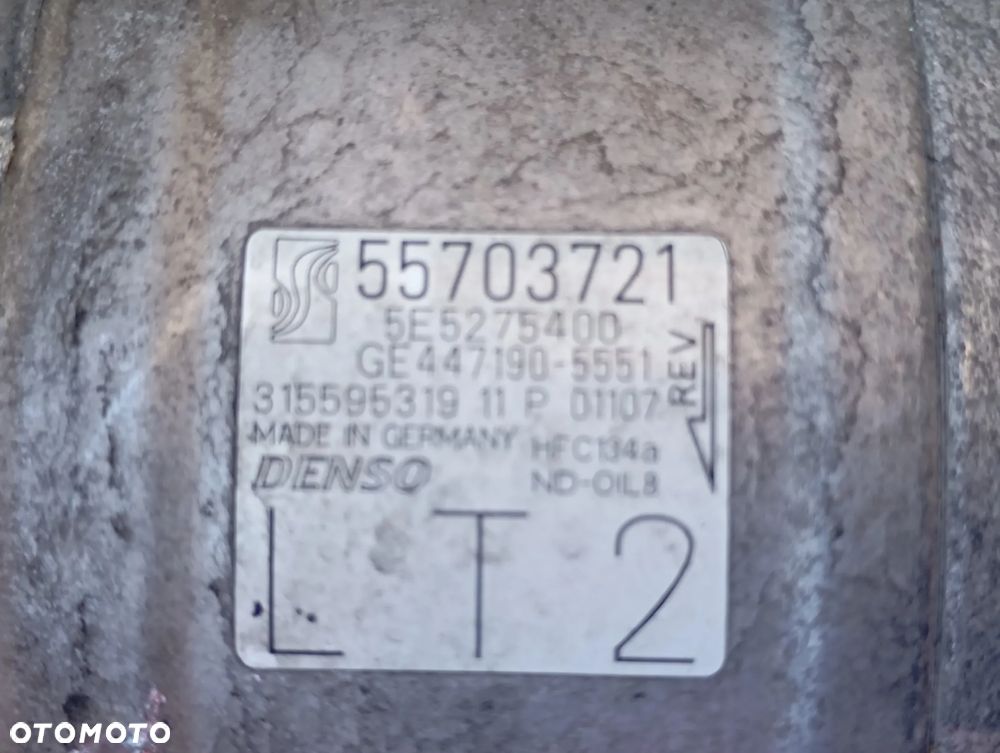 55703721
5E5275400
GE447190-5551
315595319 11 P 01107
REV
MADE IN GERMANY HFC134a
DENSO ND-OIL8
LT2
OTOMOTO